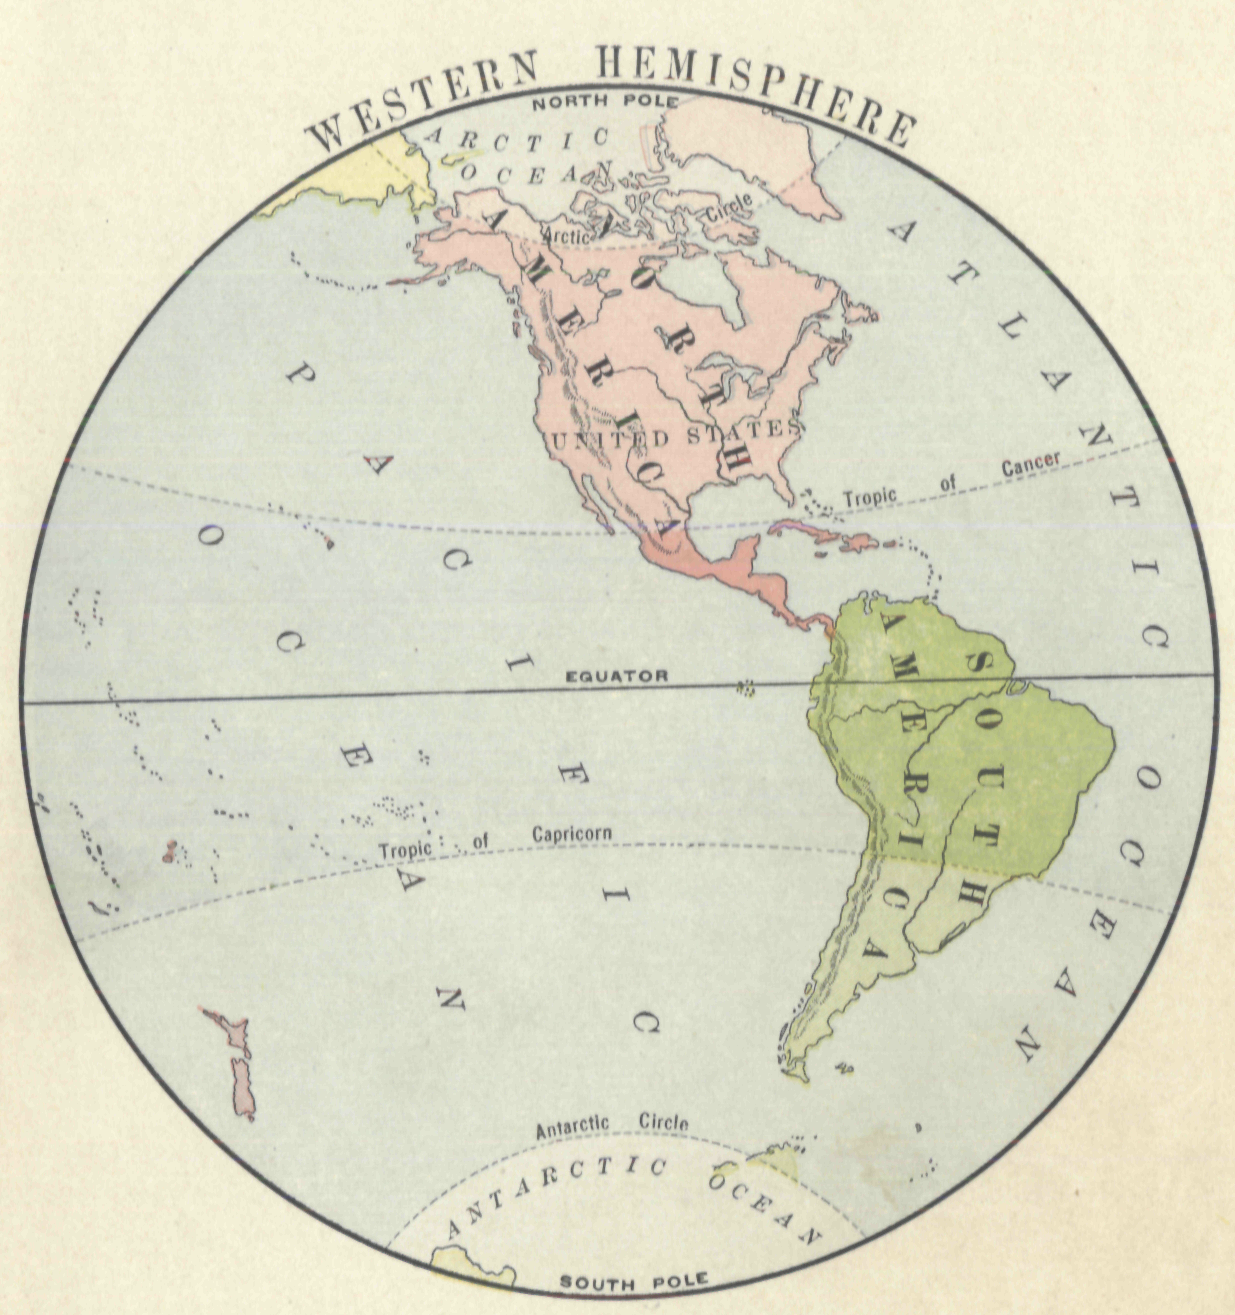 WESTERN HEMISPHERE
NORTH POLE
ARCTIC
OCEAN
Arctic Circle
NORTH
AMERICA
UNITED STATES
ATLANTIC
OCEAN
PACIFIC
OCEAN
Tropic of Cancer
EQUATOR
SOUTH
AMERICA
Tropic of Capricorn
Antarctic Circle
ANTARCTIC OCEAN
SOUTH POLE